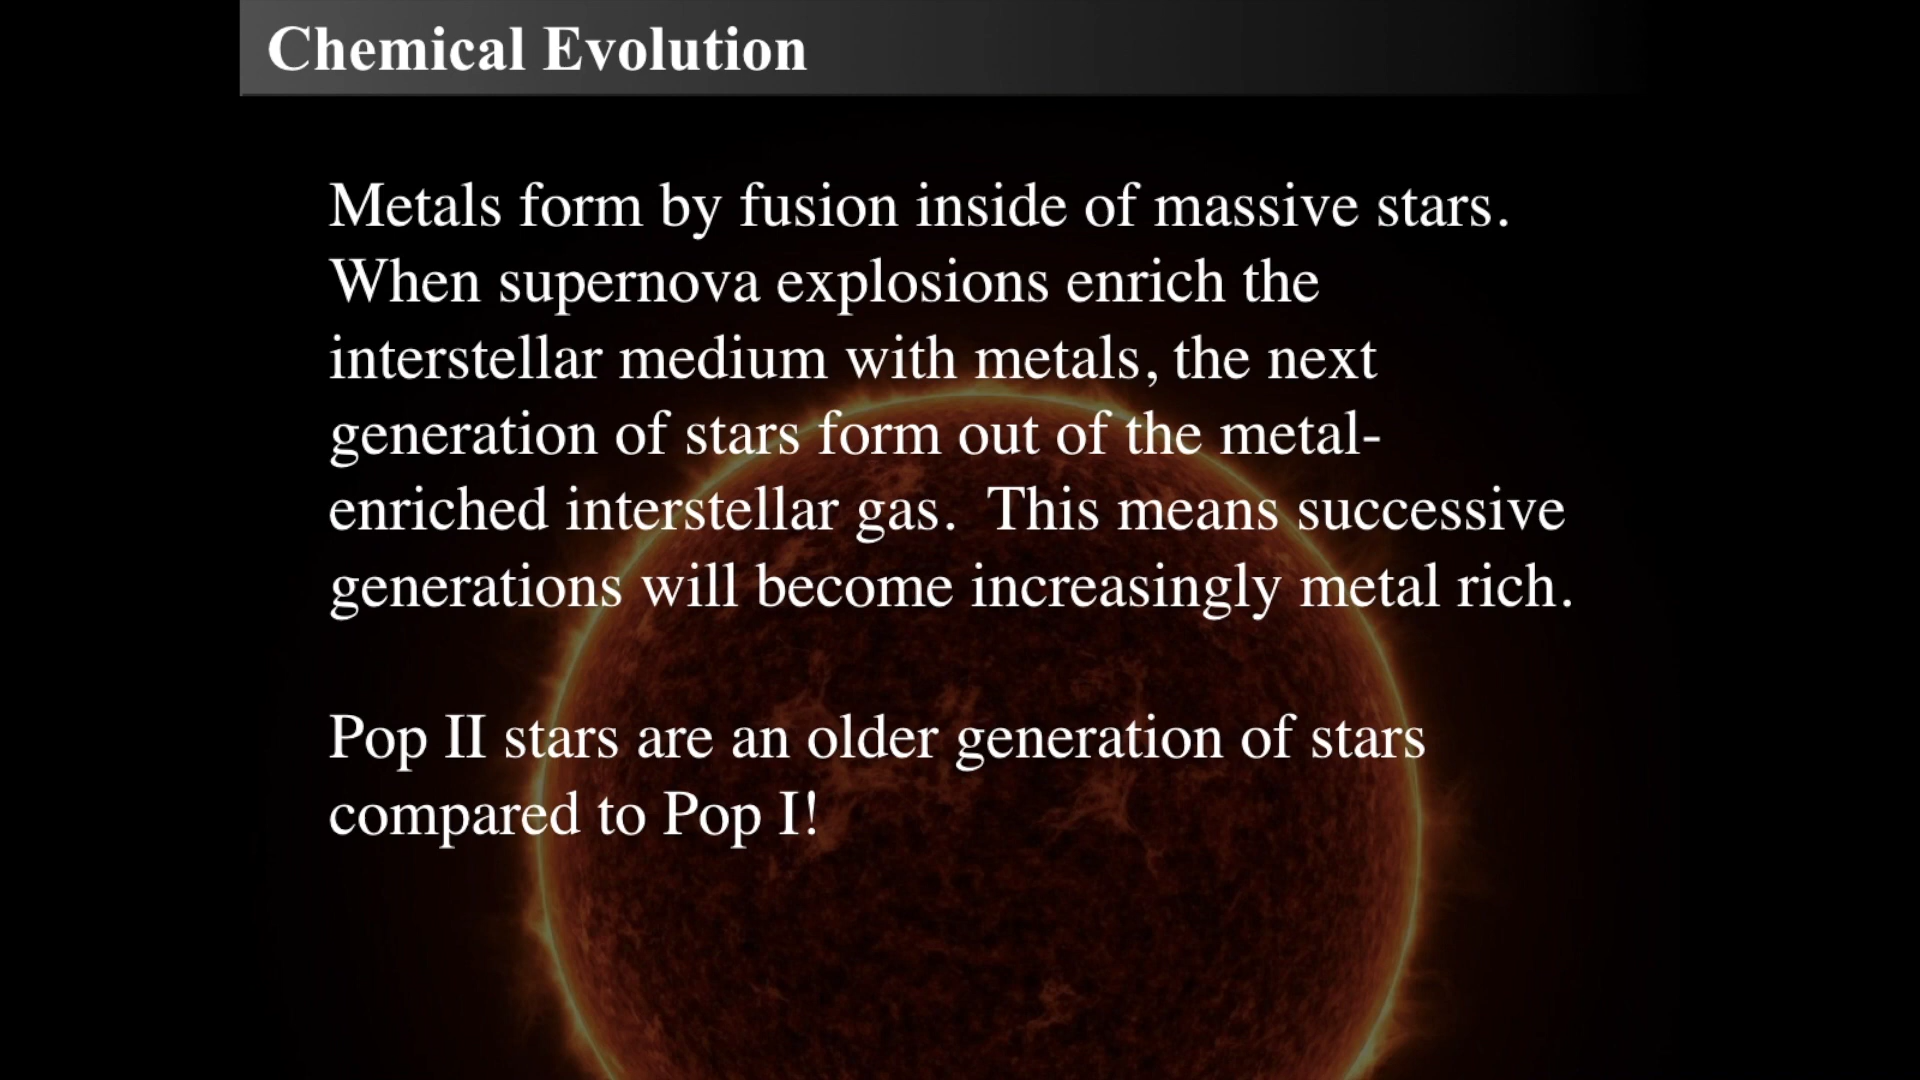 Chemical Evolution
Metals form by fusion inside of massive stars.
When supernova explosions enrich the
interstellar medium with metals, the next
generation of stars form out of the metal-
enriched interstellar gas.  This means successive
generations will become increasingly metal rich.
Pop II stars are an older generation of stars
compared to Pop I!